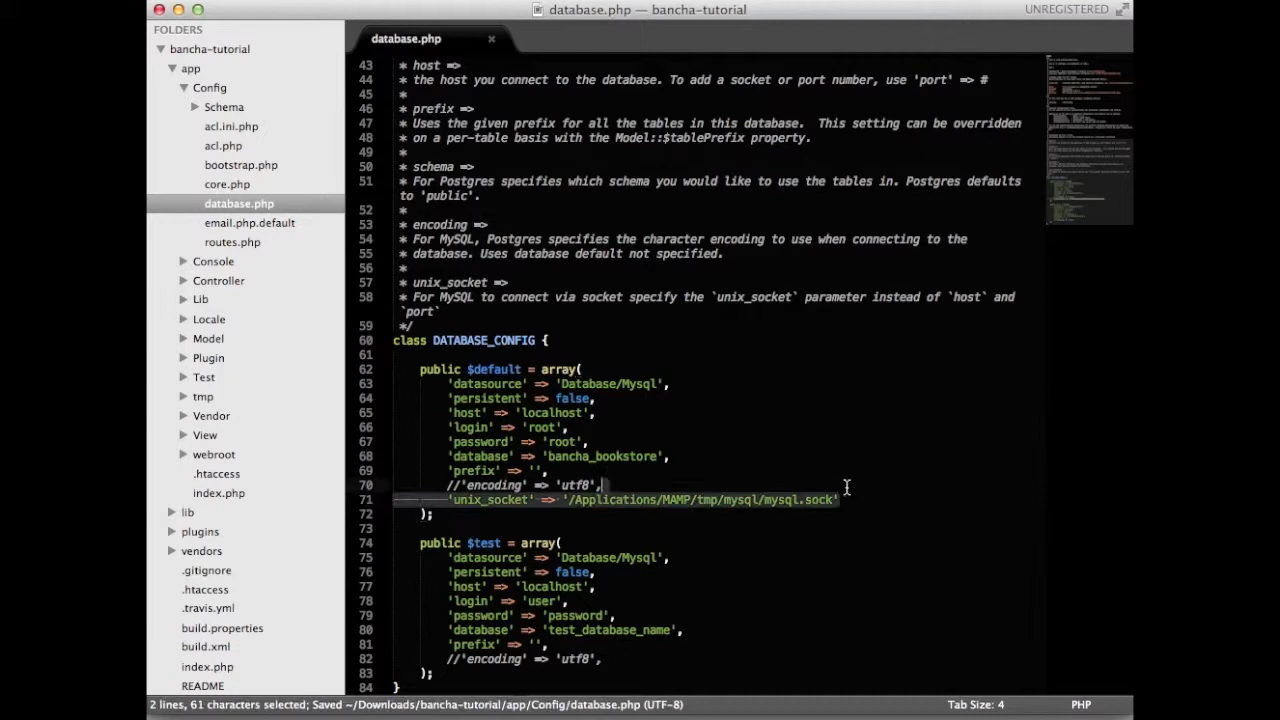 database.php — bancha-tutorial
UNREGISTERED
FOLDERS
bancha-tutorial
app
Config
Schema
acl.ini.php
acl.php
bootstrap.php
core.php
database.php
email.php.default
routes.php
Console
Controller
Lib
Locale
Model
Plugin
Test
tmp
Vendor
View
webroot
.htaccess
index.php
lib
plugins
vendors
.gitignore
.htaccess
.travis.yml
build.properties
build.xml
index.php
README
database.php
43 * host =>
44 * the host you connect to the database. To add a socket or port number, use 'port' => #
45 *
46 * prefix =>
47 * Uses the given prefix for all the tables in this database.  This setting can be overridden
48 * on a per-table basis with the Model::$tablePrefix property.
49 *
50 * schema =>
51 * For Postgres specifies which schema you would like to use the tables in. Postgres defaults
to 'public'.
52 *
53 * encoding =>
54 * For MySQL, Postgres specifies the character encoding to use when connecting to the
55 * database. Uses database default not specified.
56 *
57 * unix_socket =>
58 * For MySQL to connect via socket specify the `unix_socket` parameter instead of `host` and
`port`
59 */
60 class DATABASE_CONFIG {
61
62 public $default = array(
63 'datasource' => 'Database/Mysql',
64 'persistent' => false,
65 'host' => 'localhost',
66 'login' => 'root',
67 'password' => 'root',
68 'database' => 'bancha_bookstore',
69 'prefix' => '',
70 //'encoding' => 'utf8',
71 'unix_socket' => '/Applications/MAMP/tmp/mysql/mysql.sock'
72 );
73
74 public $test = array(
75 'datasource' => 'Database/Mysql',
76 'persistent' => false,
77 'host' => 'localhost',
78 'login' => 'user',
79 'password' => 'password',
80 'database' => 'test_database_name',
81 'prefix' => '',
82 //'encoding' => 'utf8',
83 );
84 }
2 lines, 61 characters selected; Saved ~/Downloads/bancha-tutorial/app/Config/database.php (UTF-8)
Tab Size: 4
PHP